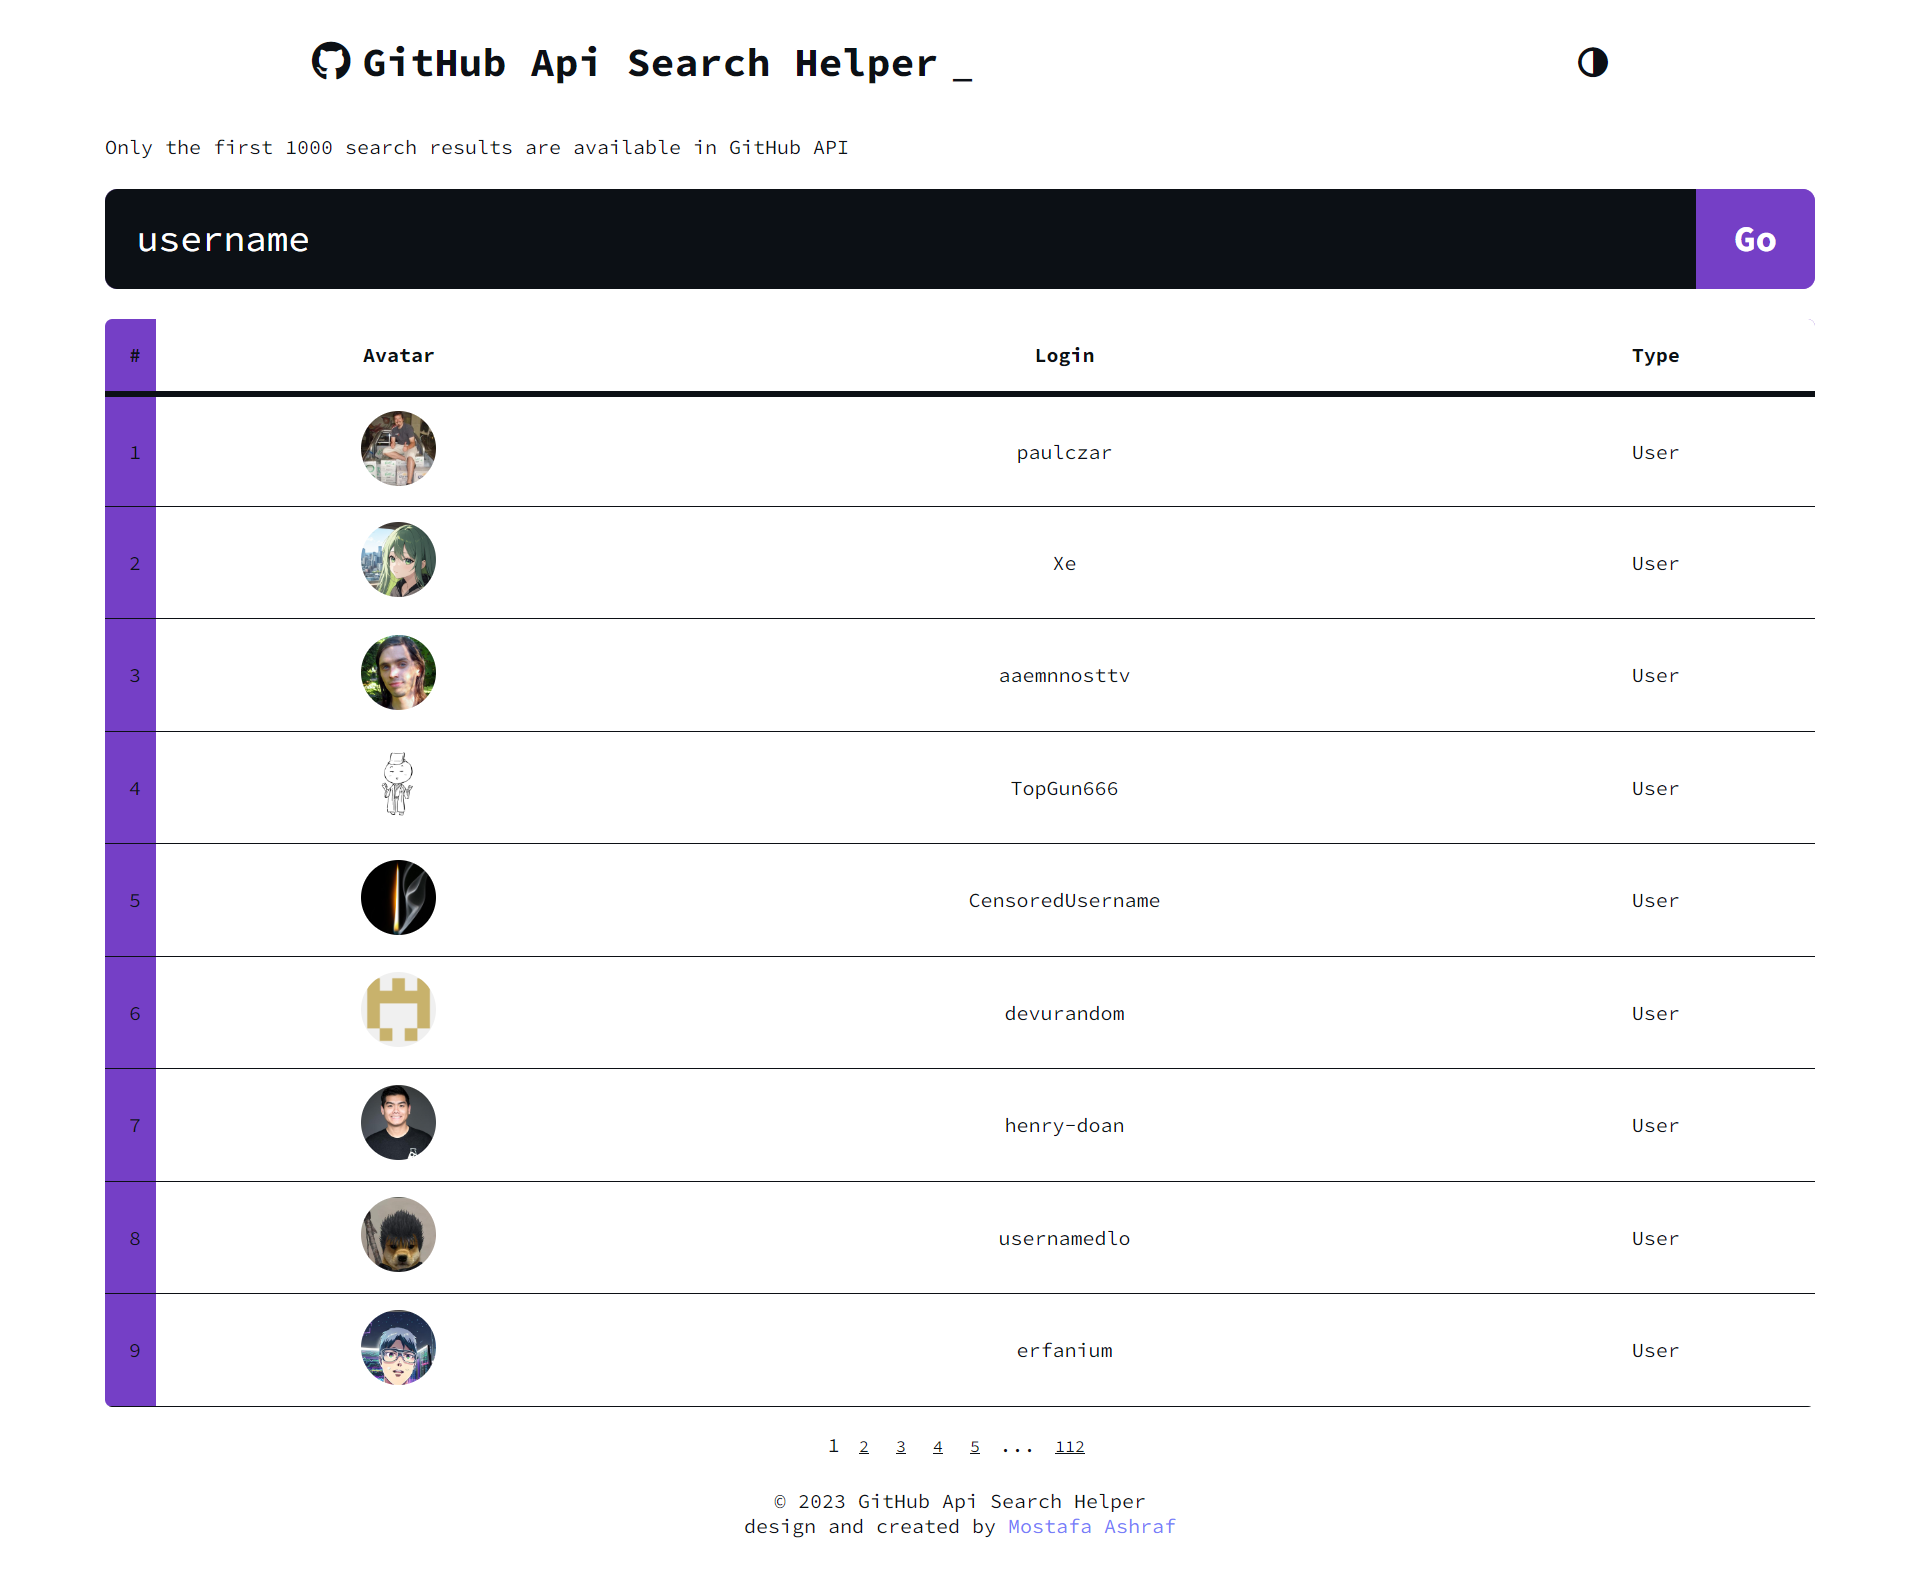 GitHub Api Search Helper _
Only the first 1000 search results are available in GitHub API
username
Go
# Avatar Login Type
1 paulczar User
2 Xe User
3 aaemnnosttv User
4 TopGun666 User
5 CensoredUsername User
6 devurandom User
7 henry-doan User
8 usernamedlo User
9 erfanium User
1 2 3 4 5 ... 112
© 2023 GitHub Api Search Helper
design and created by Mostafa Ashraf